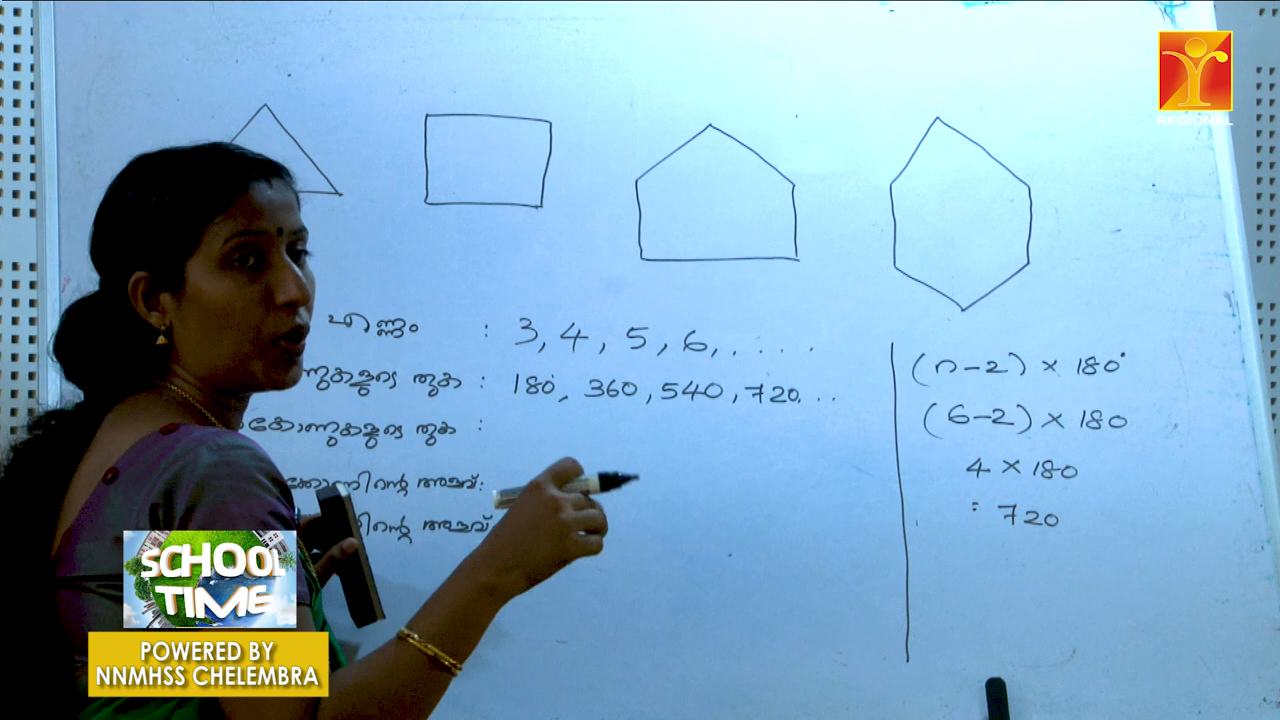 REGIONAL
എണ്ണം : 3, 4, 5, 6, . . . . .
തുക : 180°, 360, 540, 720. . .
കോണുകളുടെ തുക :
അളവ് :
അളവ്
(n-2) × 180°
(6-2) × 180
4 × 180
= 720
SCHOOL
TIME
POWERED BY
NNMHSS CHELEMBRA